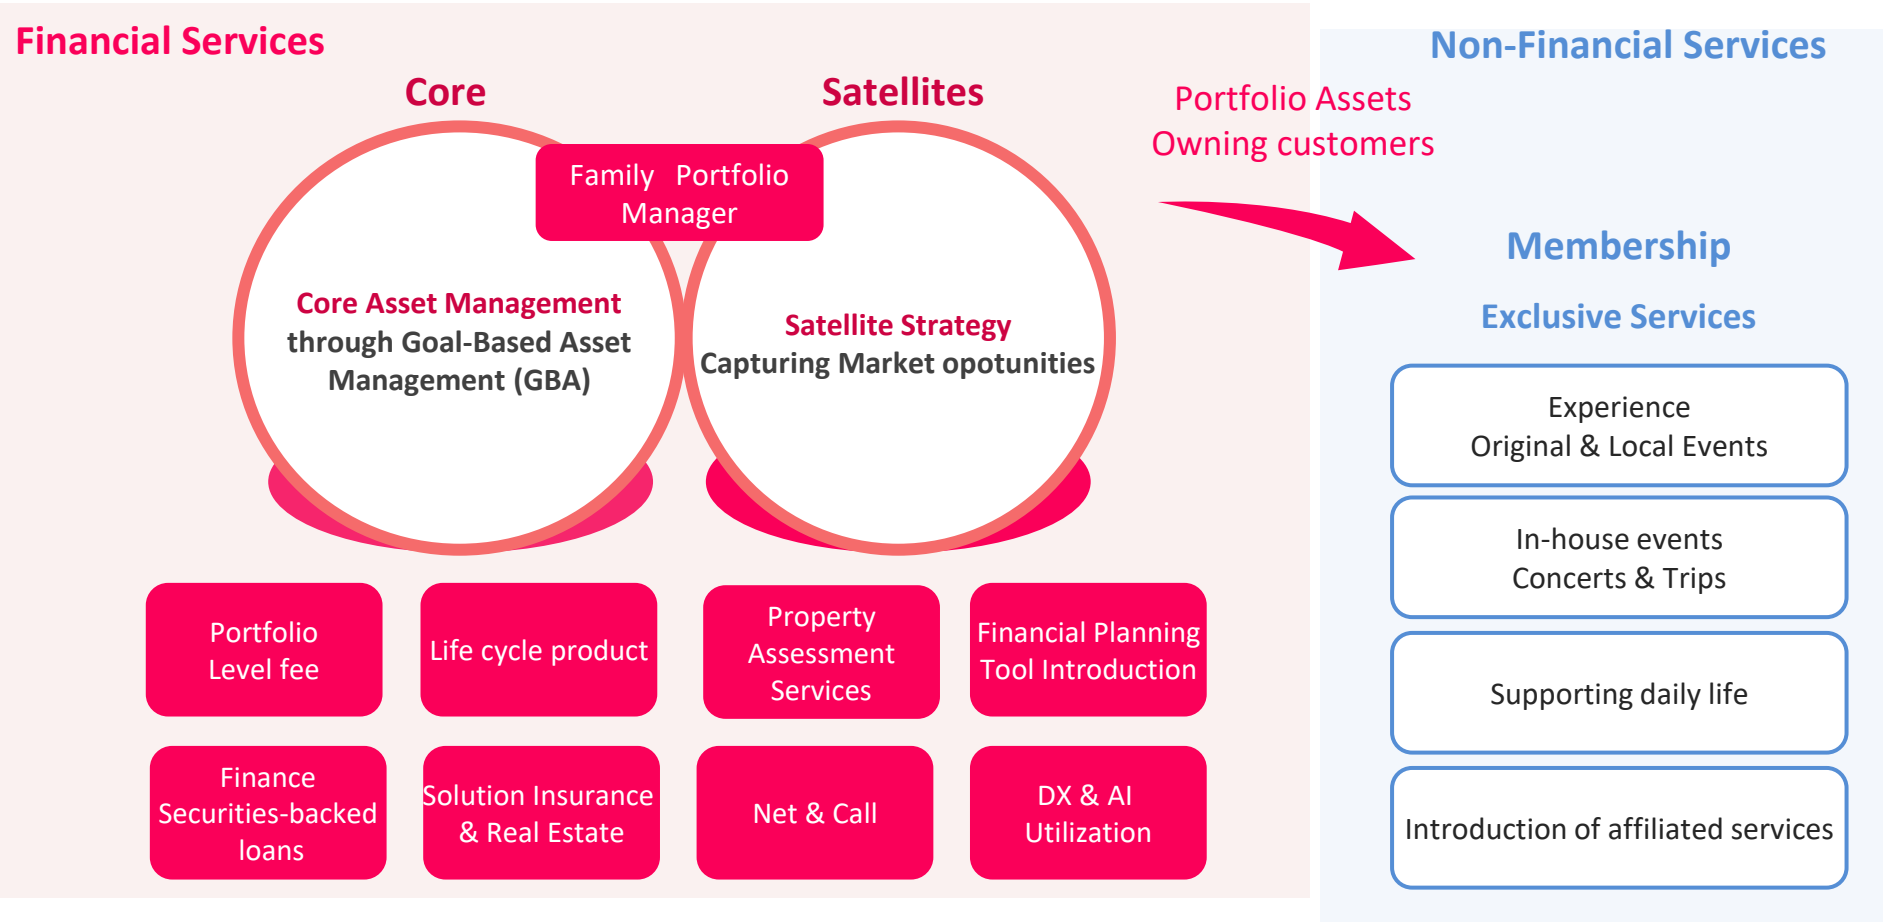 Financial Services
Core
Satellites
Family Portfolio
Manager
Core Asset Management
through Goal-Based Asset
Management (GBA)
Satellite Strategy
Capturing Market opotunities
Portfolio Level fee
Life cycle product
Property
Assessment
Services
Financial Planning
Tool Introduction
Finance
Securities-backed
loans
Solution Insurance
& Real Estate
Net & Call
DX & AI
Utilization
Portfolio Assets
Owning customers
Non-Financial Services
Membership
Exclusive Services
Experience
Original & Local Events
In-house events
Concerts & Trips
Supporting daily life
Introduction of affiliated services